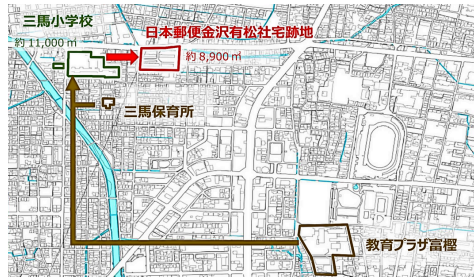 三馬小学校
約 11,000 ㎡
日本郵便金沢有松社宅跡地
約 8,900 ㎡
三馬保育所
教育プラザ富樫